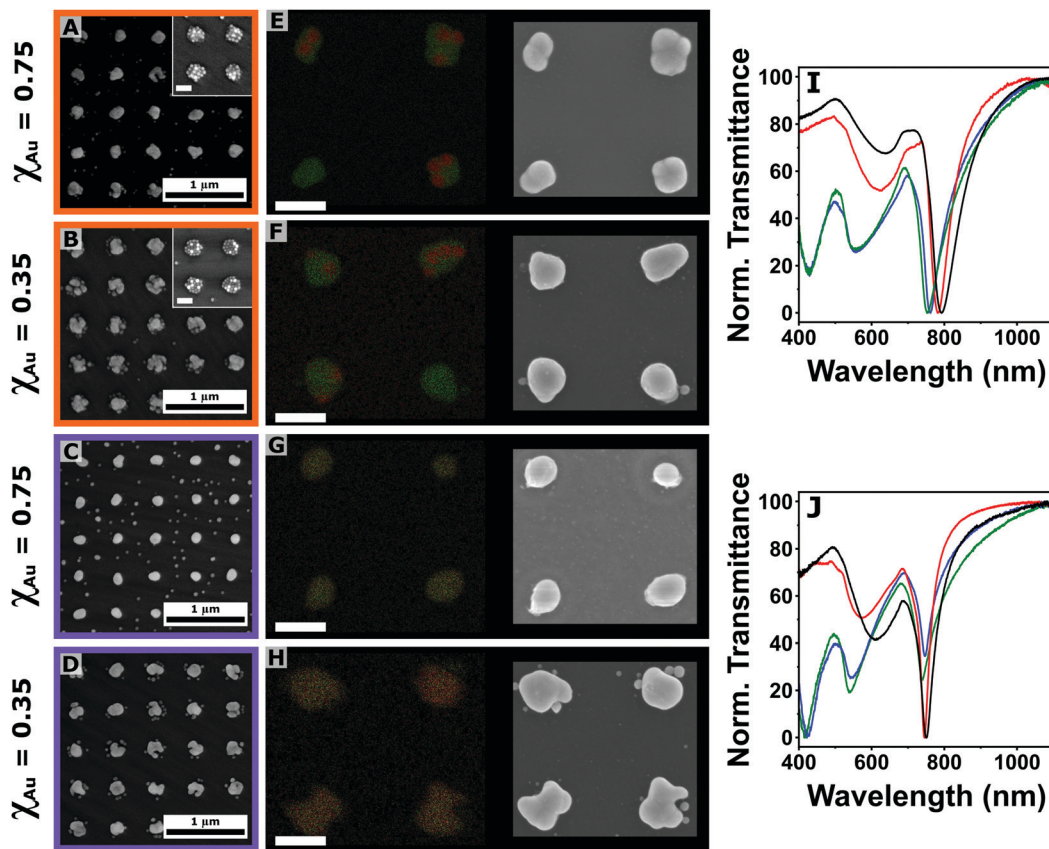 χAu = 0.75
A
1 μm
E
χAu = 0.35
B
1 μm
F
χAu = 0.75
C
1 μm
G
χAu = 0.35
D
1 μm
H
I
Norm. Transmittance
100
80
60
40
20
0
400 600 800 1000
Wavelength (nm)
J
Norm. Transmittance
100
80
60
40
20
0
400 600 800 1000
Wavelength (nm)